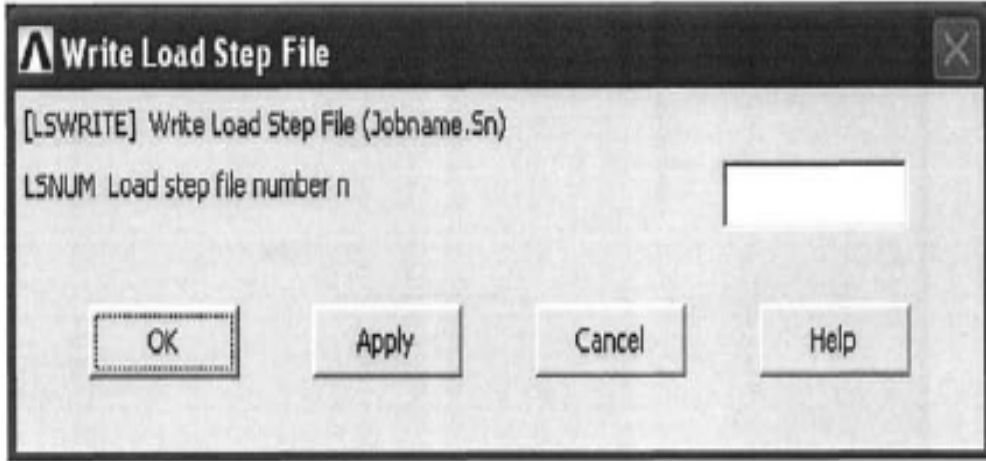 Write Load Step File
[LSWRITE] Write Load Step File (Jobname.Sn)
LSNUM Load step file number n
OK Apply Cancel Help